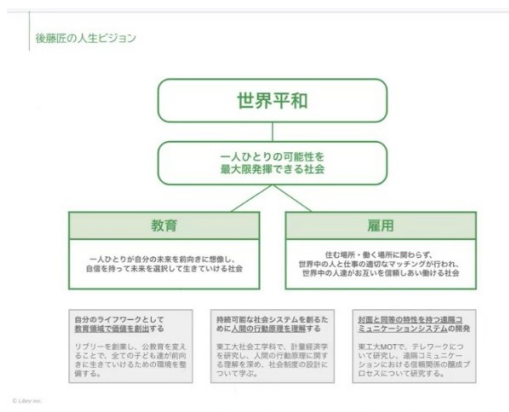 後藤匠の人生ビジョン
世界平和
一人ひとりの可能性を
最大限発揮できる社会
教育
一人ひとりが自分の未来を前向きに想像し、
自信を持って未来を選択して生きていける社会
雇用
住む場所・働く場所に関わらず、
世界中の人と仕事の適切なマッチングが行われ、
世界中の人達がお互いを信頼しあい働ける社会
自分のライフワークとして
教育領域で価値を創出する
リブリーを創業し、公教育を変え
ることで、全ての子ども達が前向
きに生きていけるための環境を整
備する。
持続可能な社会システムを創るた
めに人間の行動原理を理解する
東工大社会工学科で、計量経済学
を研究し、人間の行動原理に関す
る理解を深め、社会制度の設計に
ついて学ぶ。
対面と同等の特性を持つ遠隔コ
ミュニケーションシステムの開発
東工大MOTで、テレワークにつ
いて研究し、遠隔コミュニケー
ションにおける信頼関係の醸成プ
ロセスについて研究する。
© Libry Inc.